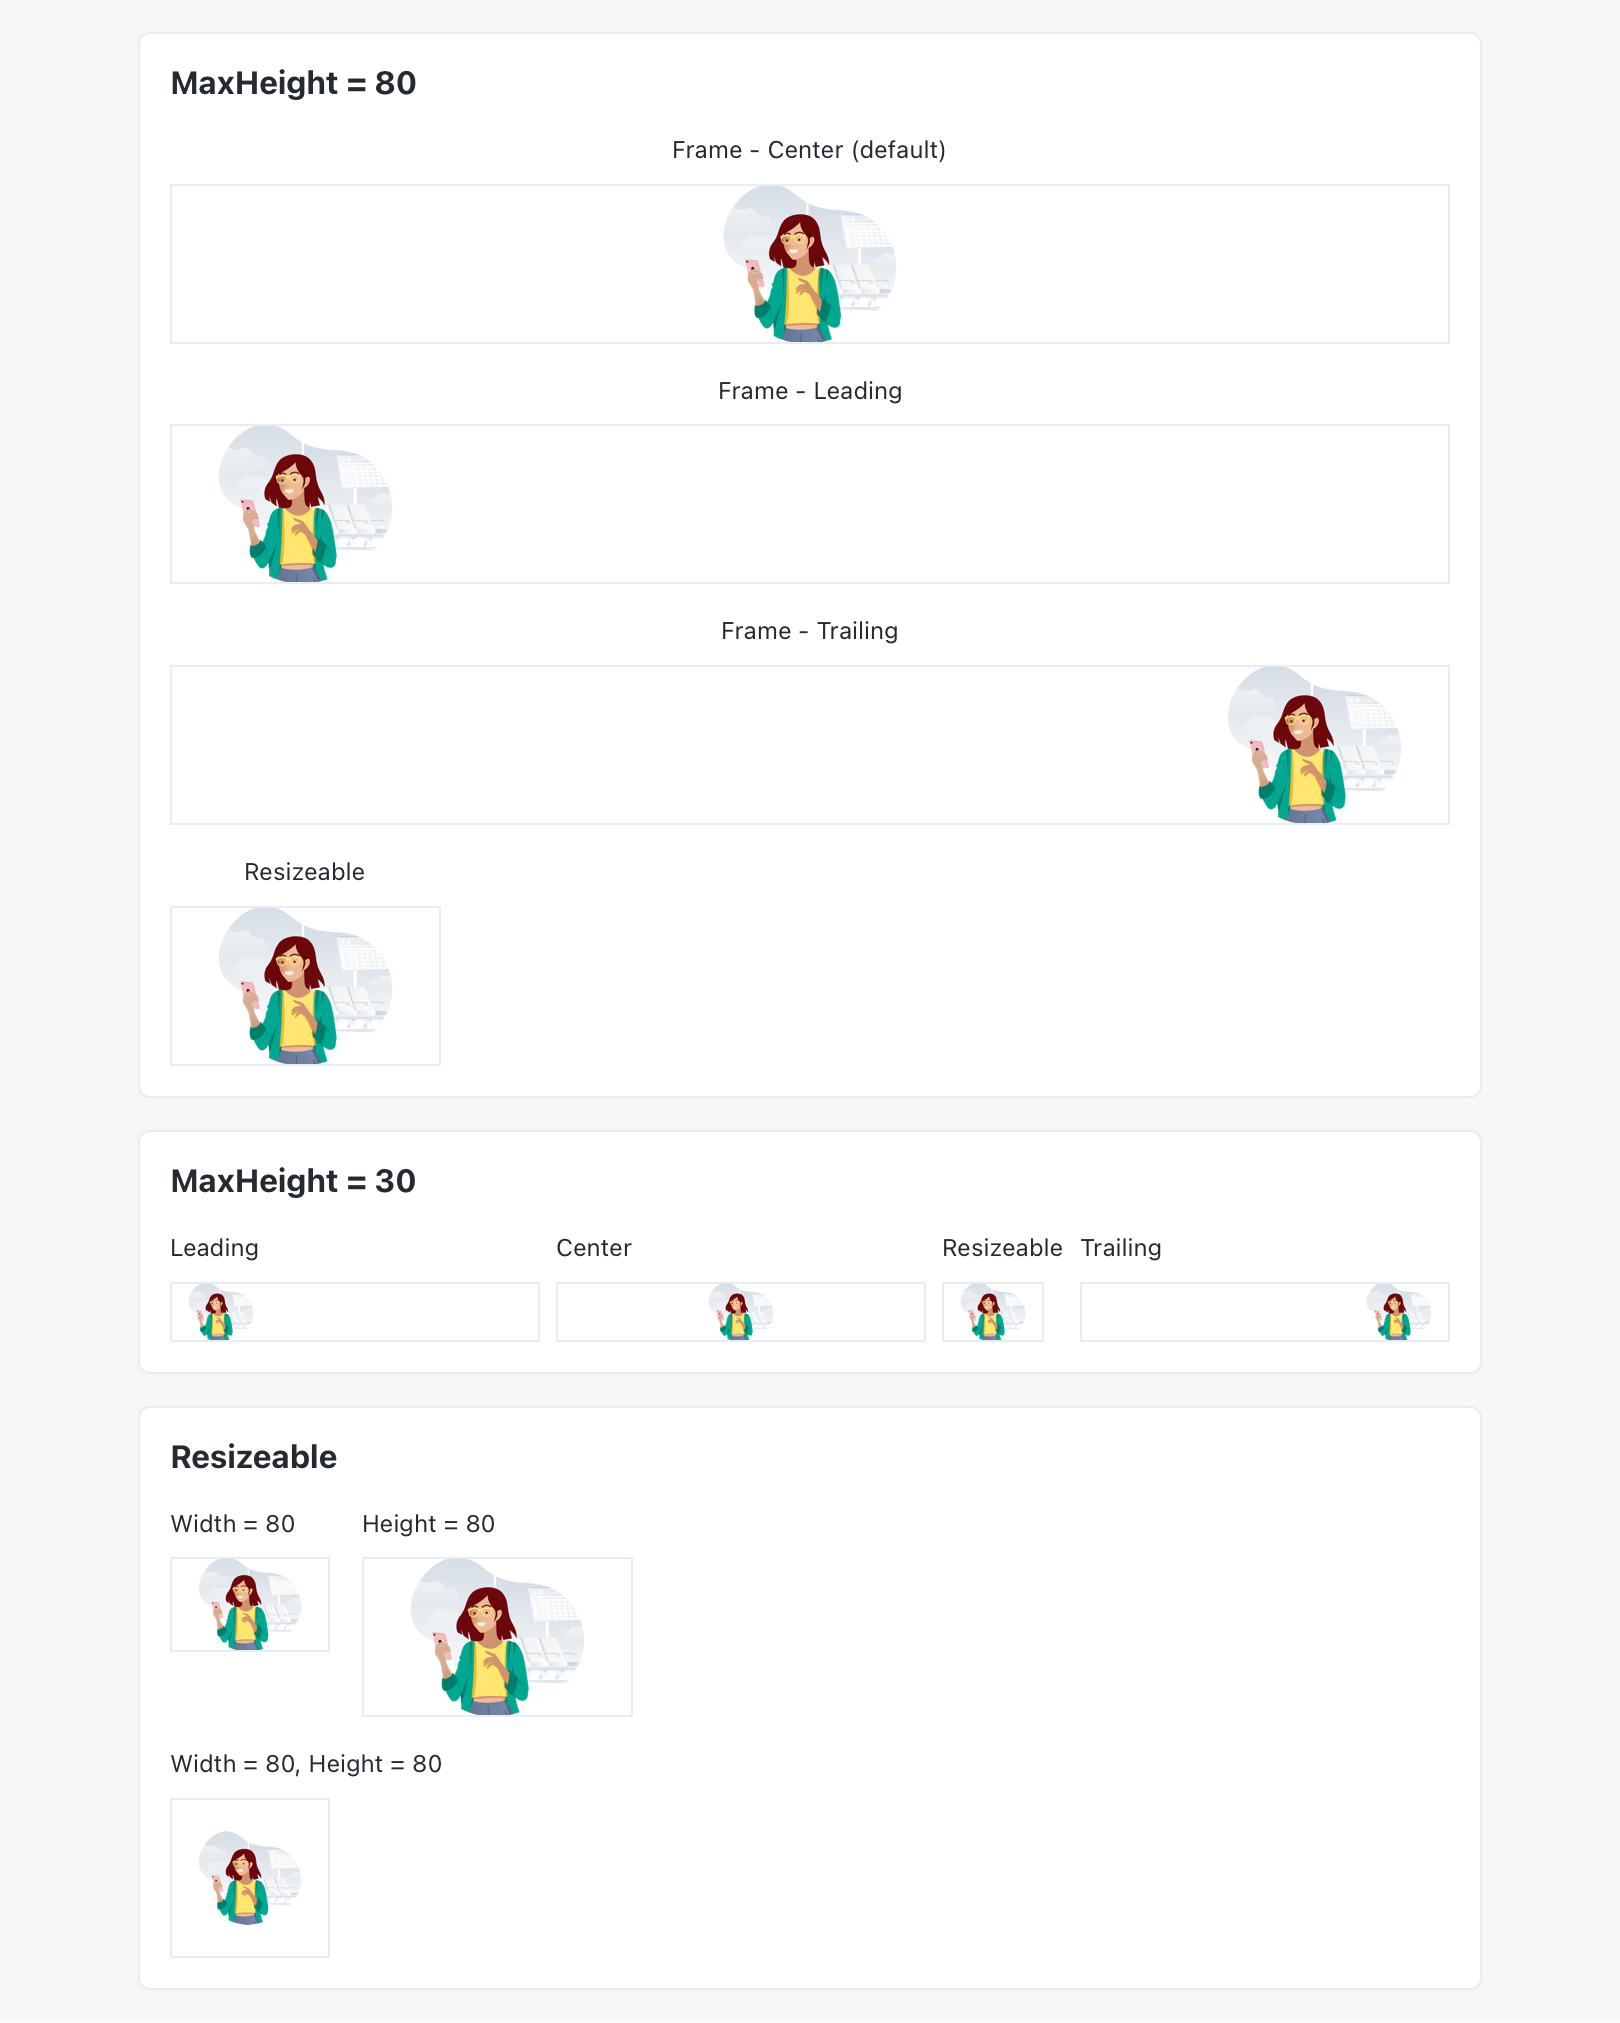 MaxHeight = 80
Frame - Center (default)
Frame - Leading
Frame - Trailing
Resizeable
MaxHeight = 30
Leading Center Resizeable Trailing
Resizeable
Width = 80 Height = 80
Width = 80, Height = 80